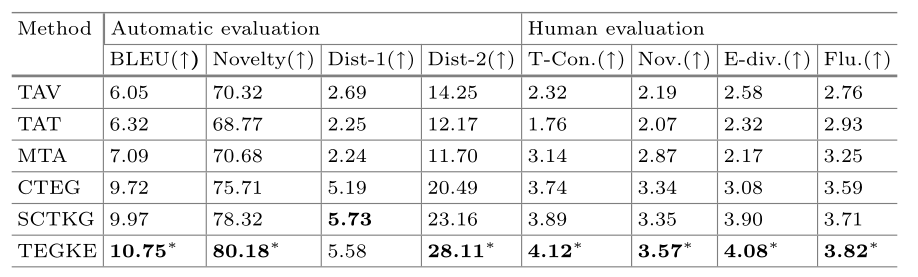 Method Automatic evaluation Human evaluation
BLEU(↑) Novelty(↑) Dist-1(↑) Dist-2(↑) T-Con.(↑) Nov.(↑) E-div.(↑) Flu.(↑)
TAV 6.05 70.32 2.69 14.25 2.32 2.19 2.58 2.76
TAT 6.32 68.77 2.25 12.17 1.76 2.07 2.32 2.93
MTA 7.09 70.68 2.24 11.70 3.14 2.87 2.17 3.25
CTEG 9.72 75.71 5.19 20.49 3.74 3.34 3.08 3.59
SCTKG 9.97 78.32 5.73 23.16 3.89 3.35 3.90 3.71
TEGKE 10.75* 80.18* 5.58 28.11* 4.12* 3.57* 4.08* 3.82*